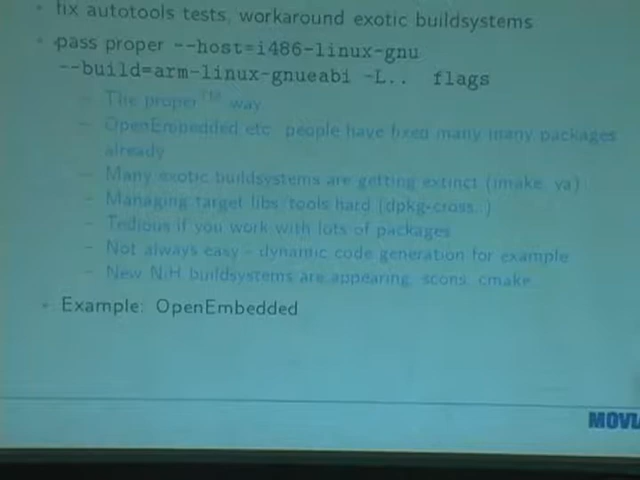 fix autotools tests, workaround exotic buildsystems
pass proper --host=i486-linux-gnu
--build=arm-linux-gnueabi -L.. flags
– The proper™ way
– OpenEmbedded etc. people have fixed many many packages
already
– Many exotic buildsystems are getting extinct (imake, ya)
– Managing target libs/tools hard (dpkg-cross..)
– Tedious if you work with lots of packages
– Not always easy - dynamic code generation for example
– New NiH buildsystems are appearing, scons, cmake..
Example: OpenEmbedded